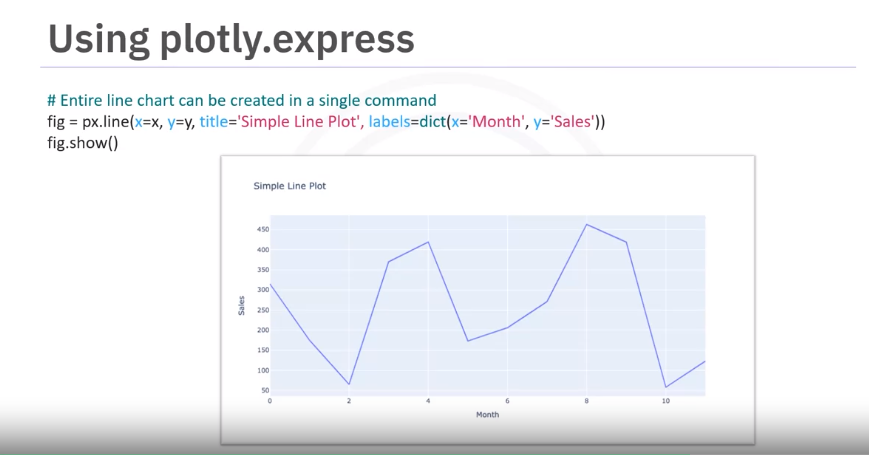 Using plotly.express
# Entire line chart can be created in a single command
fig = px.line(x=x, y=y, title='Simple Line Plot', labels=dict(x='Month', y='Sales'))
fig.show()
Simple Line Plot
450
400
350
300
250
200
150
100
50
Sales
0 2 4 6 8 10
Month